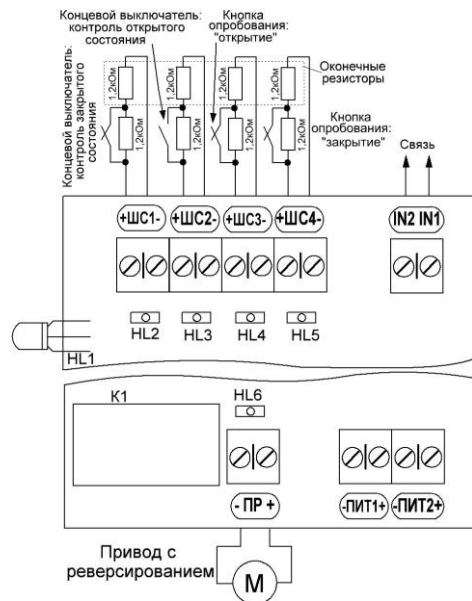 Концевой выключатель:
контроль открытого
состояния
Кнопка
опробования:
"открытие"
Концевой выключатель:
контроль закрытого
состояния
1,2кОм
1,2кОм
1,2кОм
1,2кОм
Оконечные
резисторы
1,2кОм
1,2кОм
1,2кОм
1,2кОм
Кнопка
опробования:
"закрытие"
Связь
+ШС1-
+ШС2-
+ШС3-
+ШС4-
IN2 IN1
HL1
HL2
HL3
HL4
HL5
К1
HL6
- ПР +
-ПИТ1+
-ПИТ2+
Привод с
реверсированием
М